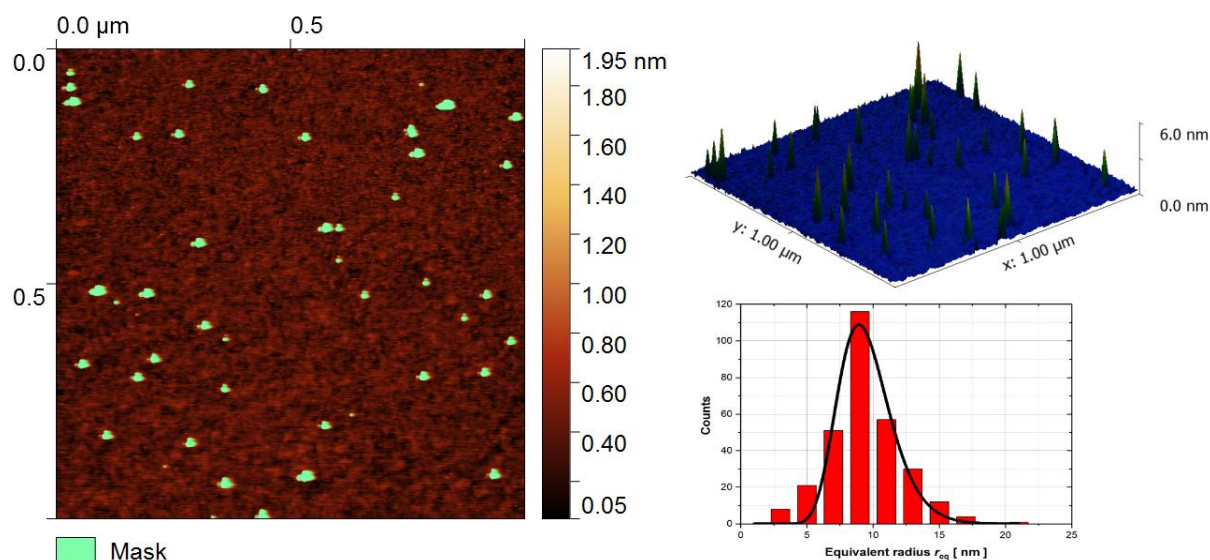 0.0 µm
0.5
0.0
0.5
1.95 nm
1.80
1.60
1.40
1.20
1.00
0.80
0.60
0.40
0.05
Mask
6.0 nm
0.0 nm
y: 1.00 µm
x: 1.00 µm
120
100
80
60
40
20
0
Counts
0 5 10 15 20 25
Equivalent radius req [ nm ]